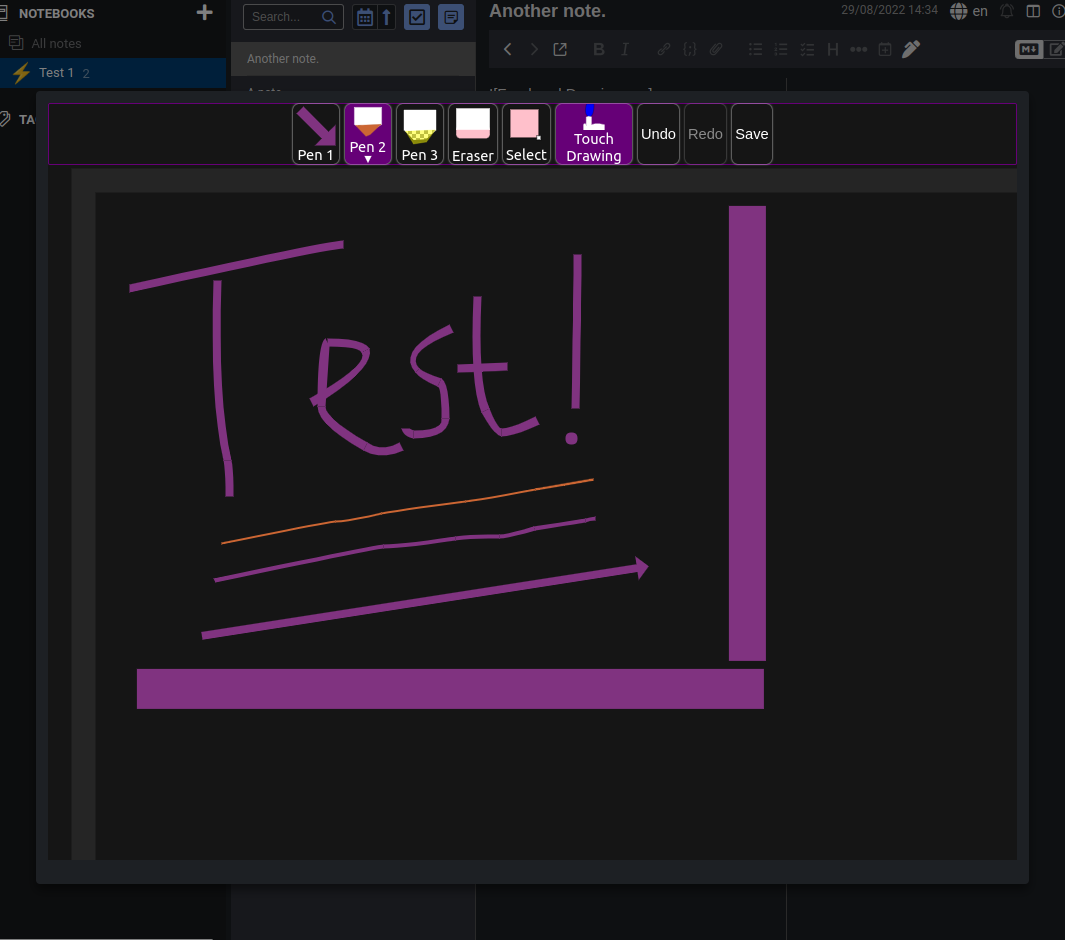 NOTEBOOKS
All notes
Test 1 2
Search...
Another note.
Another note.
29/08/2022 14:34
en
B I
H
M
Pen 1
Pen 2
Pen 3
Eraser
Select
Touch
Drawing
Undo
Redo
Save
Test!